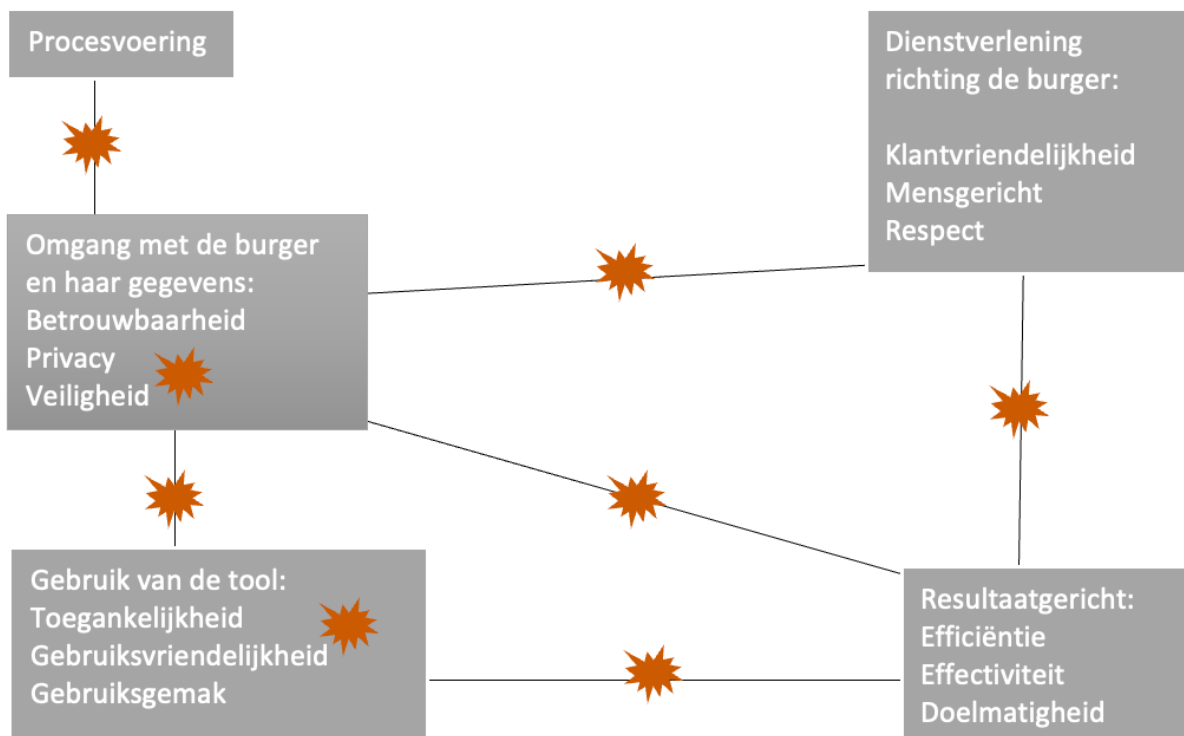 Procesvoering
Dienstverlening
richting de burger:
Klantvriendelijkheid
Mensgericht
Respect
Omgang met de burger
en haar gegevens:
Betrouwbaarheid
Privacy
Veiligheid
Gebruik van de tool:
Toegankelijkheid
Gebruiksvriendelijkheid
Gebruiksgemak
Resultaatgericht:
Efficiëntie
Effectiviteit
Doelmatigheid